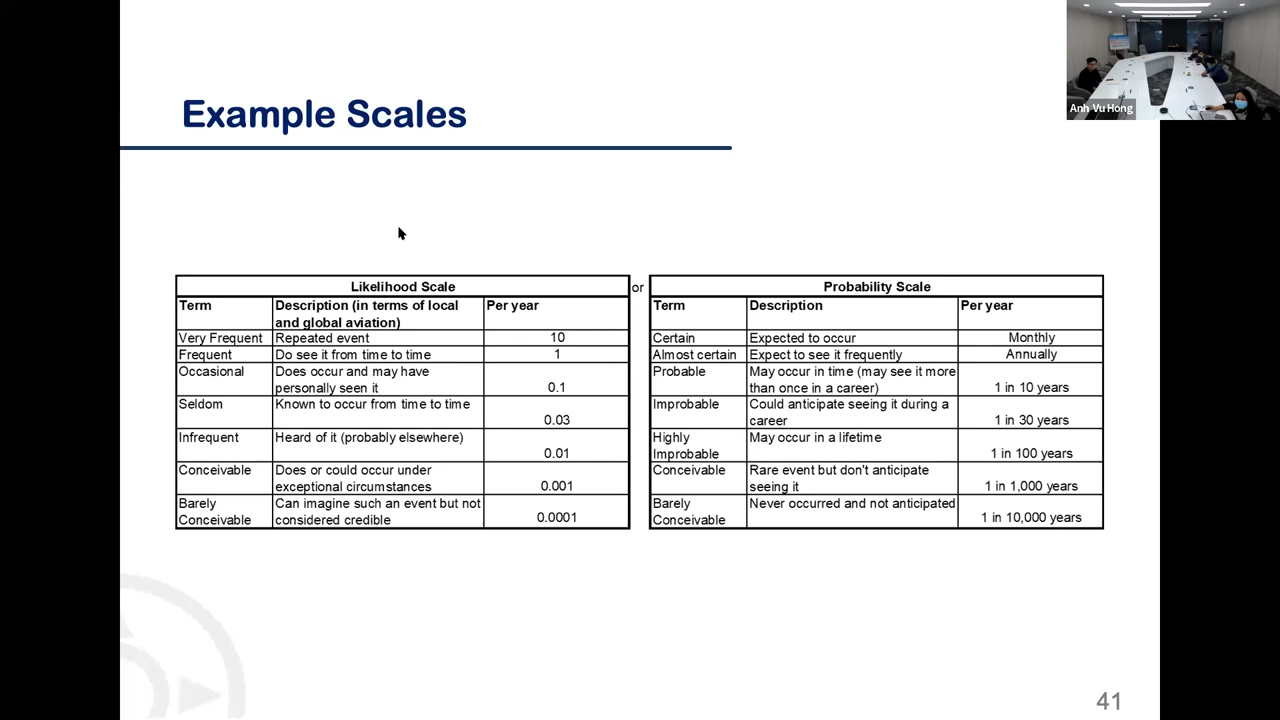 Anh Vu Hong
Example Scales
Likelihood Scale
Term Description (in terms of local and global aviation) Per year
Very Frequent Repeated event 10
Frequent Do see it from time to time 1
Occasional Does occur and may have personally seen it 0.1
Seldom Known to occur from time to time 0.03
Infrequent Heard of it (probably elsewhere) 0.01
Conceivable Does or could occur under exceptional circumstances 0.001
Barely Conceivable Can imagine such an event but not considered credible 0.0001
or
Probability Scale
Term Description Per year
Certain Expected to occur Monthly
Almost certain Expect to see it frequently Annually
Probable May occur in time (may see it more than once in a career) 1 in 10 years
Improbable Could anticipate seeing it during a career 1 in 30 years
Highly Improbable May occur in a lifetime 1 in 100 years
Conceivable Rare event but don't anticipate seeing it 1 in 1,000 years
Barely Conceivable Never occurred and not anticipated 1 in 10,000 years
41